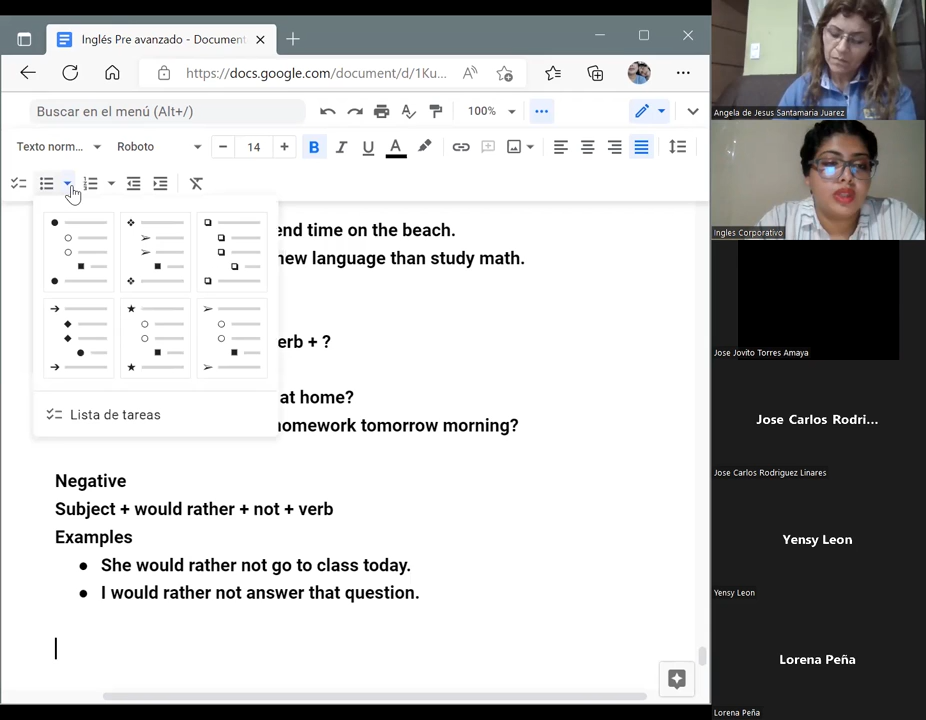 Inglés Pre avanzado - Document
https://docs.google.com/document/d/1Ku...
Buscar en el menú (Alt+/)
100%
Texto norm...
Roboto
14
B
I
U
A
end time on the beach.
new language than study math.
erb + ?
at home?
homework tomorrow morning?
Lista de tareas
Negative
Subject + would rather + not + verb
Examples
● She would rather not go to class today.
● I would rather not answer that question.
Angela de Jesus Santamaria Juarez
Ingles Corporativo
Jose Jovito Torres Amaya
Jose Carlos Rodri...
Jose Carlos Rodriguez Linares
Yensy Leon
Yensy Leon
Lorena Peña
Lorena Peña